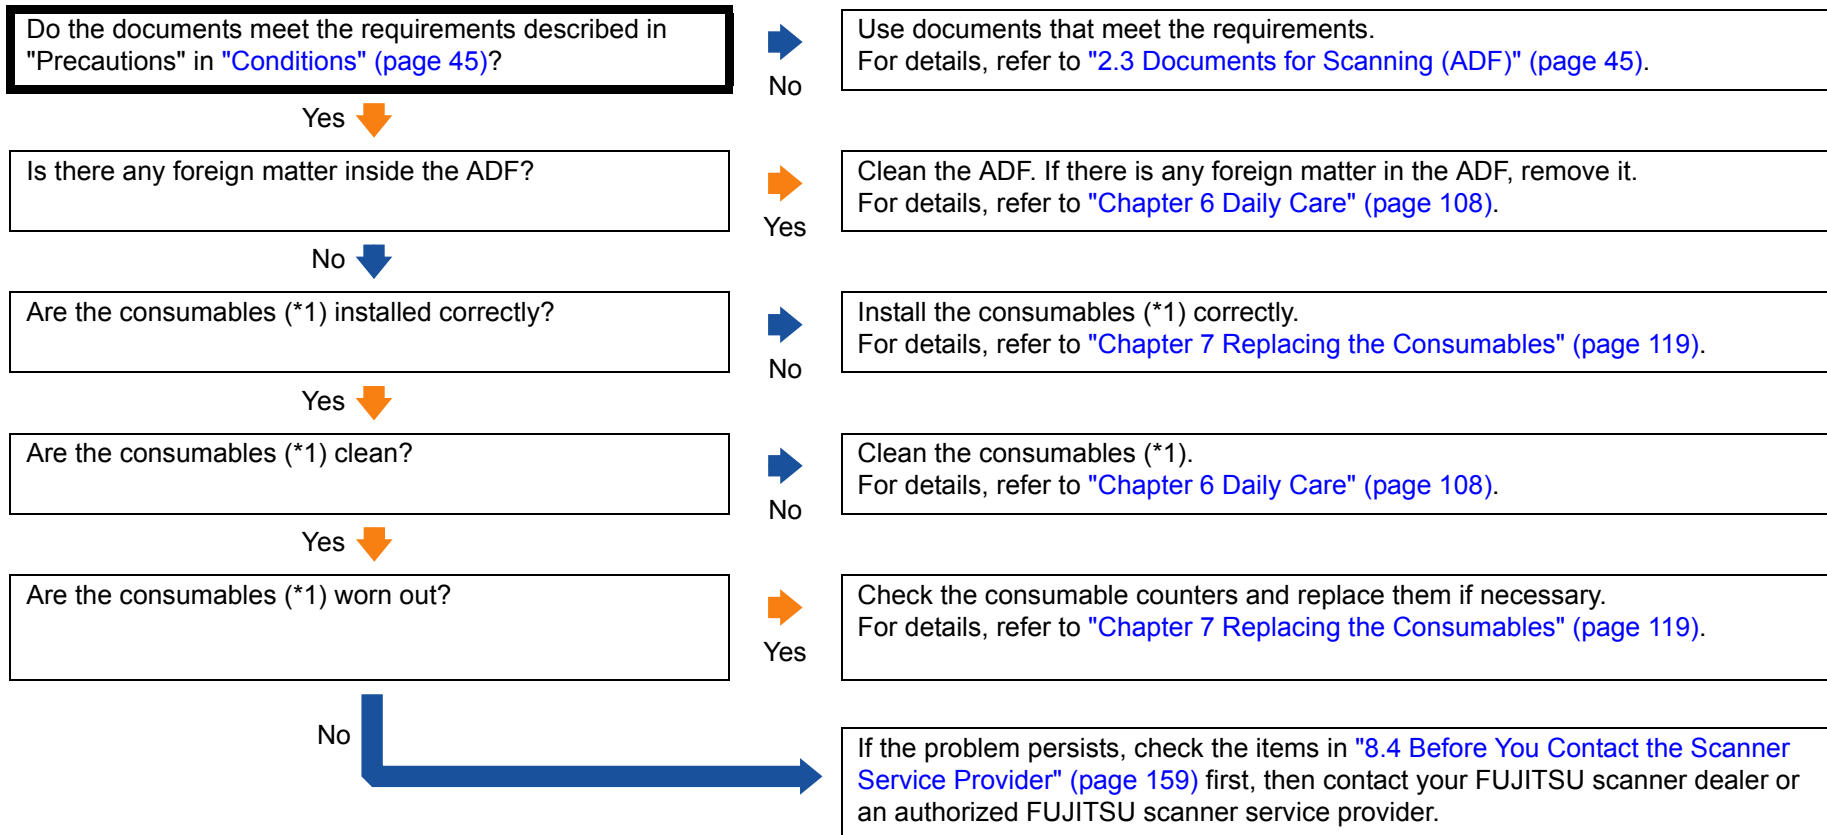 Do the documents meet the requirements described in
"Precautions" in "Conditions" (page 45)?
No
Use documents that meet the requirements.
For details, refer to "2.3 Documents for Scanning (ADF)" (page 45).
Yes
Is there any foreign matter inside the ADF?
Yes
Clean the ADF. If there is any foreign matter in the ADF, remove it.
For details, refer to "Chapter 6 Daily Care" (page 108).
No
Are the consumables (*1) installed correctly?
No
Install the consumables (*1) correctly.
For details, refer to "Chapter 7 Replacing the Consumables" (page 119).
Yes
Are the consumables (*1) clean?
No
Clean the consumables (*1).
For details, refer to "Chapter 6 Daily Care" (page 108).
Yes
Are the consumables (*1) worn out?
Yes
Check the consumable counters and replace them if necessary.
For details, refer to "Chapter 7 Replacing the Consumables" (page 119).
No
If the problem persists, check the items in "8.4 Before You Contact the Scanner
Service Provider" (page 159) first, then contact your FUJITSU scanner dealer or
an authorized FUJITSU scanner service provider.